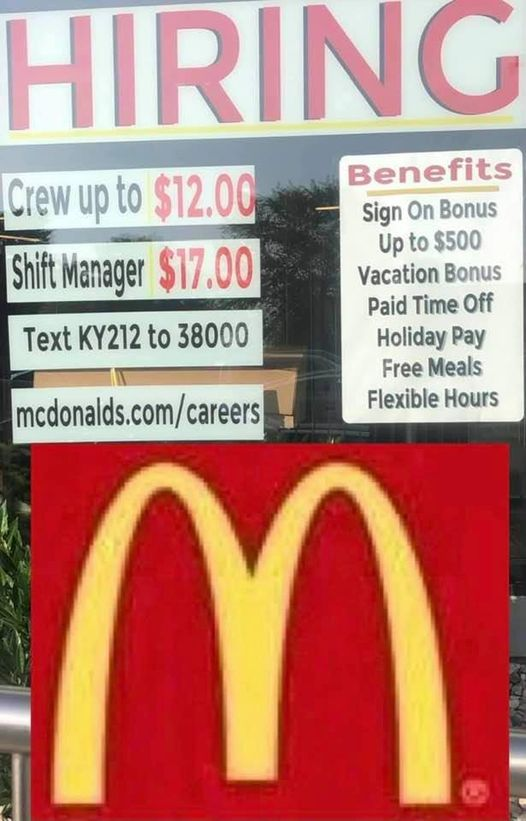 HIRING
Crew up to $12.00
Shift Manager $17.00
Text KY212 to 38000
mcdonalds.com/careers
Benefits
Sign On Bonus
Up to $500
Vacation Bonus
Paid Time Off
Holiday Pay
Free Meals
Flexible Hours